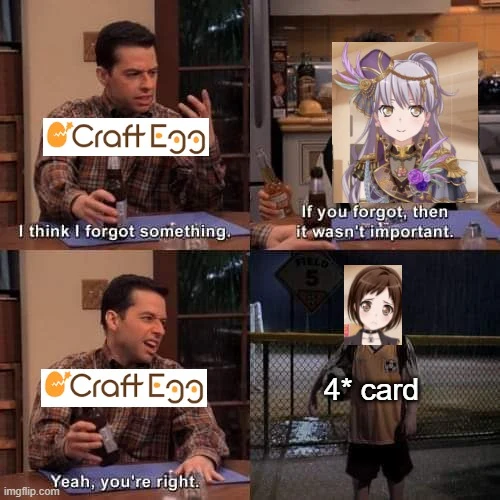 Craft Egg
I think I forgot something.
If you forgot, then
it wasn't important.
Craft Egg
Yeah, you're right.
FIELD
5
4* card
imgflip.com